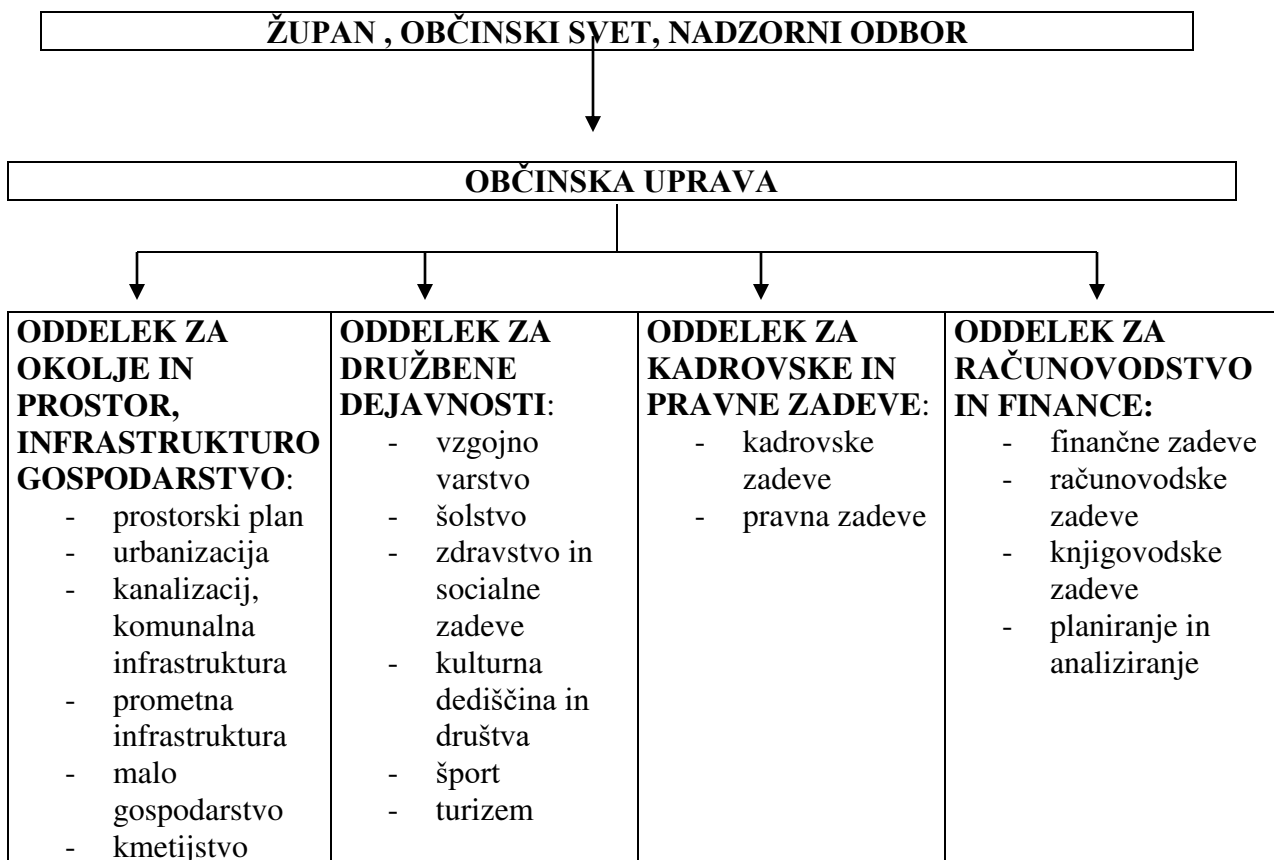 ŽUPAN , OBČINSKI SVET, NADZORNI ODBOR
OBČINSKA UPRAVA
ODDELEK ZA
OKOLJE IN
PROSTOR,
INFRASTRUKTURO
GOSPODARSTVO:
- prostorski plan
- urbanizacija
- kanalizacij,
komunalna
infrastruktura
- prometna
infrastruktura
- malo
gospodarstvo
- kmetijstvo
ODDELEK ZA
DRUŽBENE
DEJAVNOSTI:
- vzgojno
varstvo
- šolstvo
- zdravstvo in
socialne
zadeve
- kulturna
dediščina in
društva
- šport
- turizem
ODDELEK ZA
KADROVSKE IN
PRAVNE ZADEVE:
- kadrovske
zadeve
- pravna zadeve
ODDELEK ZA
RAČUNOVODSTVO
IN FINANCE:
- finančne zadeve
- računovodske
zadeve
- knjigovodske
zadeve
- planiranje in
analiziranje